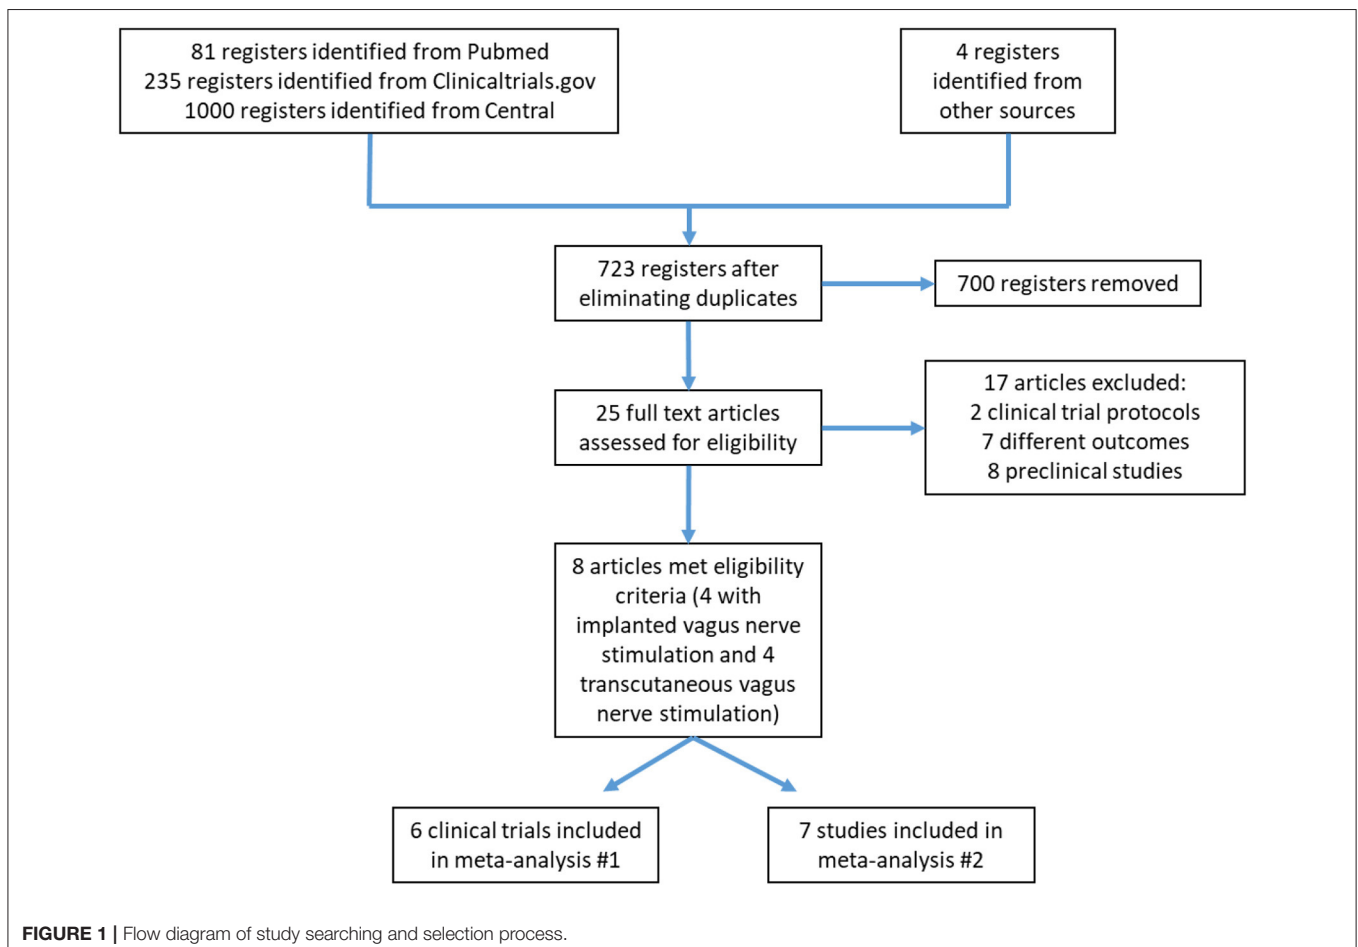 81 registers identified from Pubmed
235 registers identified from Clinicaltrials.gov
1000 registers identified from Central
4 registers
identified from
other sources
723 registers after
eliminating duplicates
700 registers removed
25 full text articles
assessed for eligibility
17 articles excluded:
2 clinical trial protocols
7 different outcomes
8 preclinical studies
8 articles met eligibility
criteria (4 with
implanted vagus nerve
stimulation and 4
transcutaneous vagus
nerve stimulation)
6 clinical trials included
in meta-analysis #1
7 studies included in
meta-analysis #2
FIGURE 1 | Flow diagram of study searching and selection process.